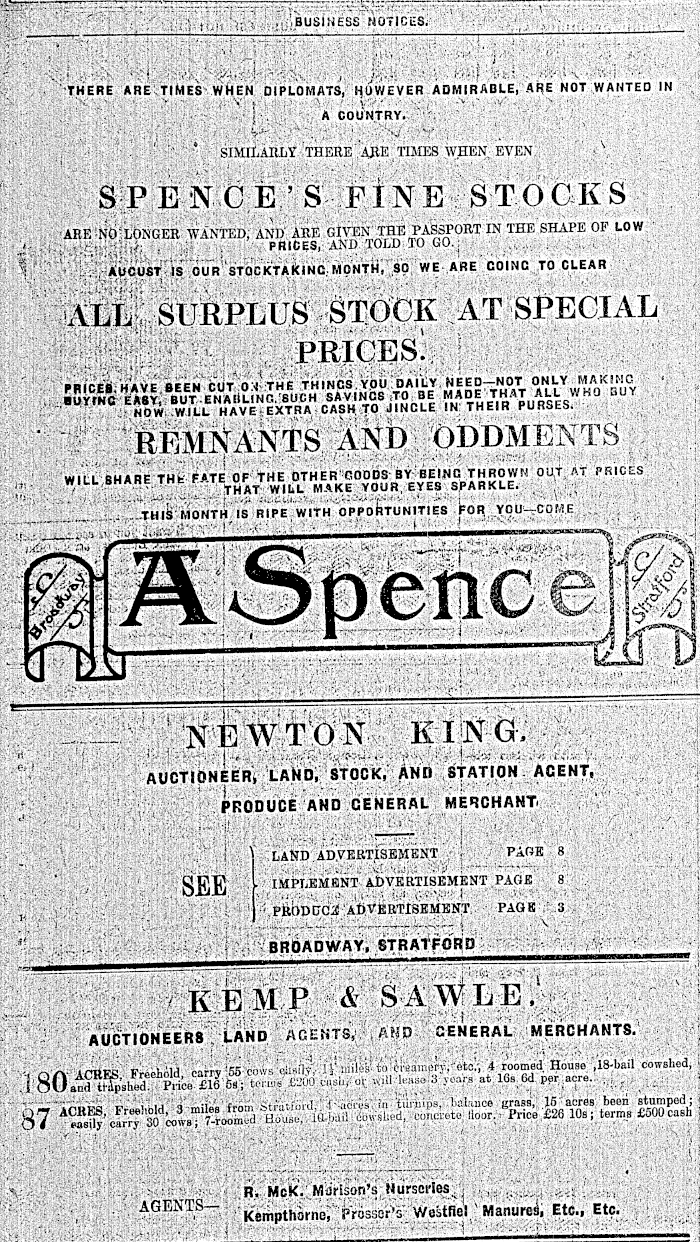 BUSINESS NOTICES.
THERE ARE TIMES WHEN DIPLOMATS, HOWEVER ADMIRABLE, ARE NOT WANTED IN
A COUNTRY.
SIMILARLY THERE ARE TIMES WHEN EVEN
SPENCE'S FINE STOCKS
ARE NO LONGER WANTED, AND ARE GIVEN THE PASSPORT IN THE SHAPE OF LOW
PRICES, AND TOLD TO GO.
AUGUST IS OUR STOCKTAKING MONTH, SO WE ARE GOING TO CLEAR
ALL SURPLUS STOCK AT SPECIAL
PRICES.
PRICES HAVE BEEN CUT ON THE THINGS YOU DAILY NEED—NOT ONLY MAKING
BUYING EASY, BUT ENABLING SUCH SAVINGS TO BE MADE THAT ALL WHO BUY
NOW WILL HAVE EXTRA CASH TO JINGLE IN THEIR PURSES.
REMNANTS AND ODDMENTS
WILL SHARE THE FATE OF THE OTHER GOODS BY BEING THROWN OUT AT PRICES
THAT WILL MAKE YOUR EYES SPARKLE.
THIS MONTH IS RIPE WITH OPPORTUNITIES FOR YOU—COME
Broadway A Spence Stratford
NEWTON KING.
AUCTIONEER, LAND, STOCK, AND STATION AGENT,
PRODUCE AND GENERAL MERCHANT
LAND ADVERTISEMENT PAGE 8
SEE IMPLEMENT ADVERTISEMENT PAGE 8
PRODUCE ADVERTISEMENT PAGE 3
BROADWAY, STRATFORD
KEMP & SAWLE.
AUCTIONEERS LAND AGENTS, AND GENERAL MERCHANTS.
180 ACRES, Freehold, carry 55 cows easily, miles to creamery, etc., 4 roomed House ,18-bail cowshed,
and trapshed. Price £16 5s; terms £200 cash, or will lease 3 years at 16s 6d per acre.
87 ACRES, Freehold, 3 miles from Stratford, acres in turnips, balance grass, 15 acres been stumped;
easily carry 30 cows; 7-roomed House, 10-bail cowshed, concrete floor. Price £26 10s; terms £500 cash
AGENTS— R. McK. Morison's Nurseries
Kempthorne, Prosser's Westfiel Manures, Etc., Etc.